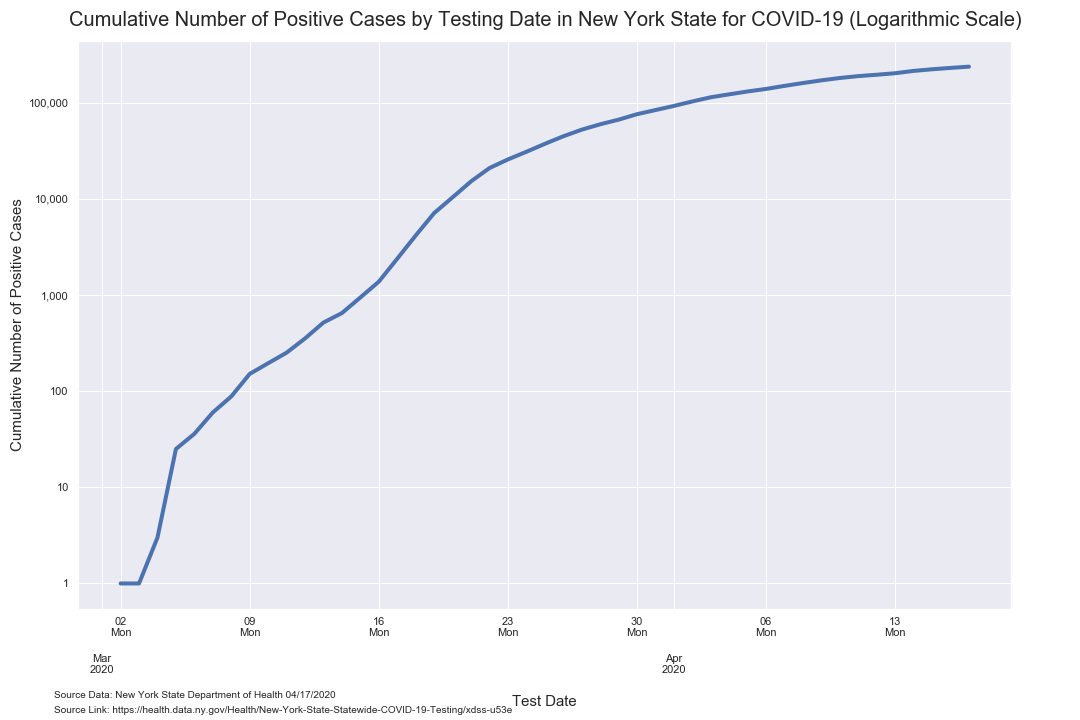 Cumulative Number of Positive Cases by Testing Date in New York State for COVID-19 (Logarithmic Scale)
Cumulative Number of Positive Cases
100,000
10,000
1,000
100
10
1
02 09 16 23 30 06 13
Mon Mon Mon Mon Mon Mon Mon
Mar Apr
2020 2020
Test Date
Source Data: New York State Department of Health 04/17/2020
Source Link: https://health.data.ny.gov/Health/New-York-State-Statewide-COVID-19-Testing/xdss-u53e